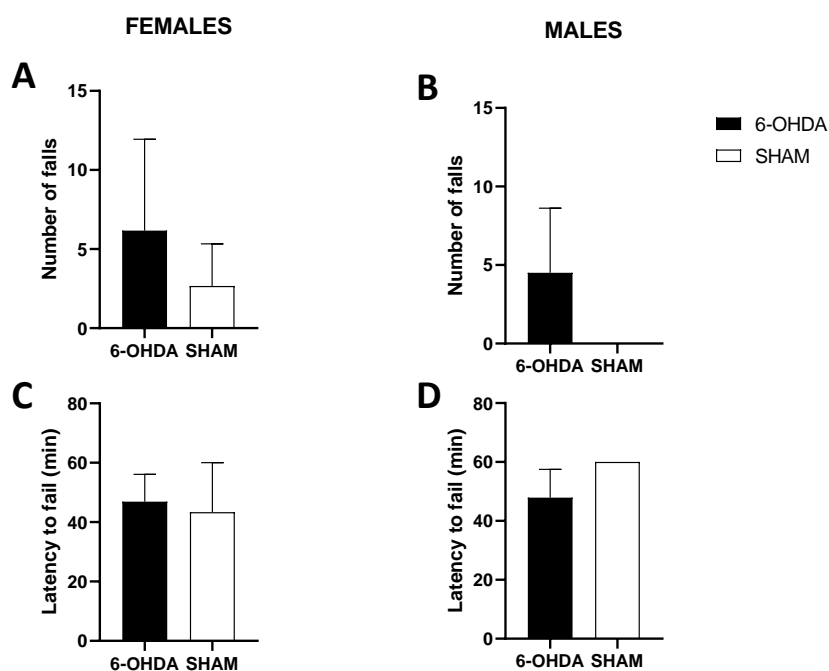 FEMALES
MALES
A
Number of falls
15
10
5
0
6-OHDA SHAM
B
Number of falls
15
10
5
0
6-OHDA SHAM
6-OHDA
SHAM
C
Latency to fail (min)
80
60
40
20
0
6-OHDA SHAM
D
Latency to fail (min)
80
60
40
20
0
6-OHDA SHAM